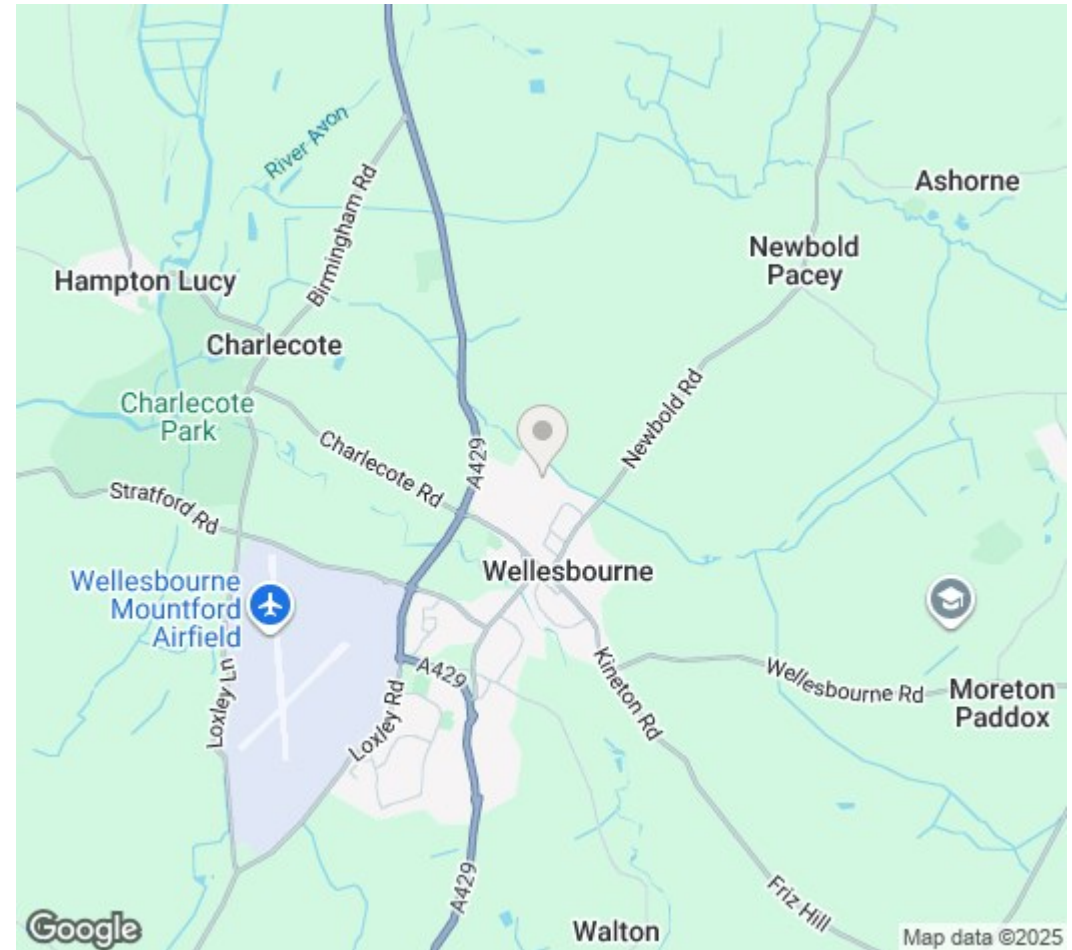 River Avon
Ashorne
Birmingham Rd
Newbold
Pacey
Hampton Lucy
Charlecote
Charlecote
Park
Newbold Rd
Charlecote Rd
A429
Stratford Rd
Wellesbourne
Wellesbourne
Mountford
Airfield
Kineton Rd
A429
Wellesbourne Rd
Loxley Ln
Loxley Rd
Moreton
Paddox
A429
Friz Hill
Walton
Google
Map data ©2025